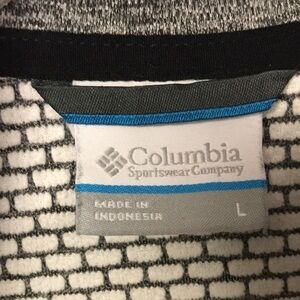 Columbia
Sportswear Company
MADE IN
INDONESIA
L